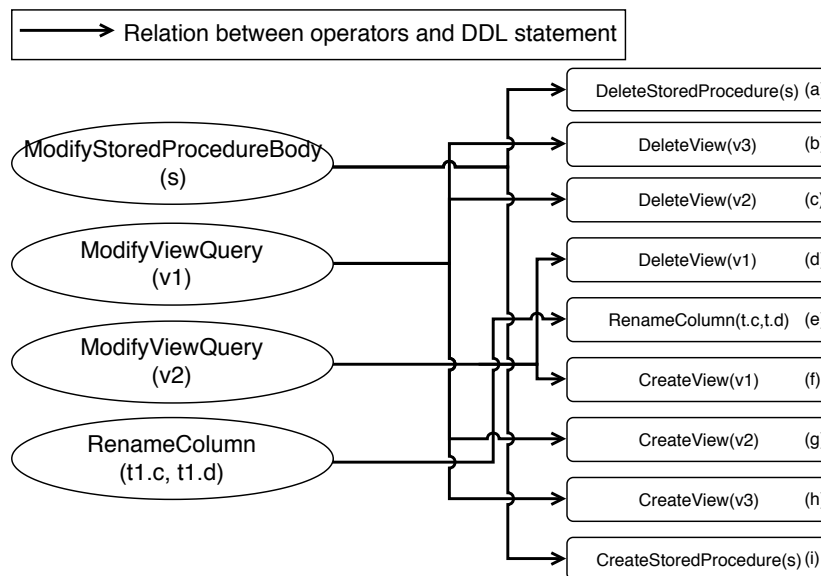 Relation between operators and DDL statement
ModifyStoredProcedureBody
(s)
ModifyViewQuery
(v1)
ModifyViewQuery
(v2)
RenameColumn
(t1.c, t1.d)
DeleteStoredProcedure(s) (a)
DeleteView(v3) (b)
DeleteView(v2) (c)
DeleteView(v1) (d)
RenameColumn(t.c,t.d) (e)
CreateView(v1) (f)
CreateView(v2) (g)
CreateView(v3) (h)
CreateStoredProcedure(s) (i)